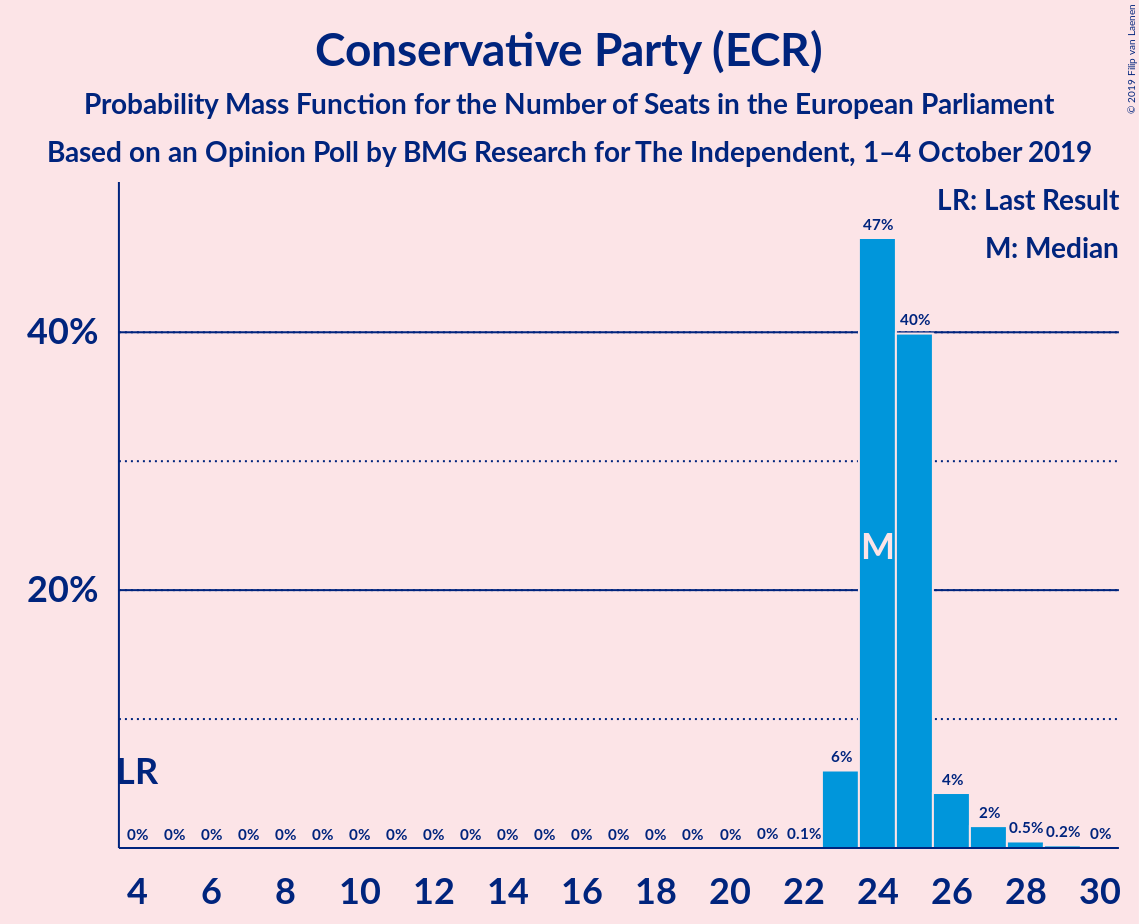 Conservative Party (ECR)
Probability Mass Function for the Number of Seats in the European Parliament
Based on an Opinion Poll by BMG Research for The Independent, 1–4 October 2019
© 2019 Filip van Laenen
LR: Last Result
M: Median
47%
40%
40%
M
20%
LR
6%
4%
2%
0% 0% 0% 0% 0% 0% 0% 0% 0% 0% 0% 0% 0% 0% 0% 0% 0% 0% 0.1% 0.5% 0.2% 0%
4 6 8 10 12 14 16 18 20 22 24 26 28 30